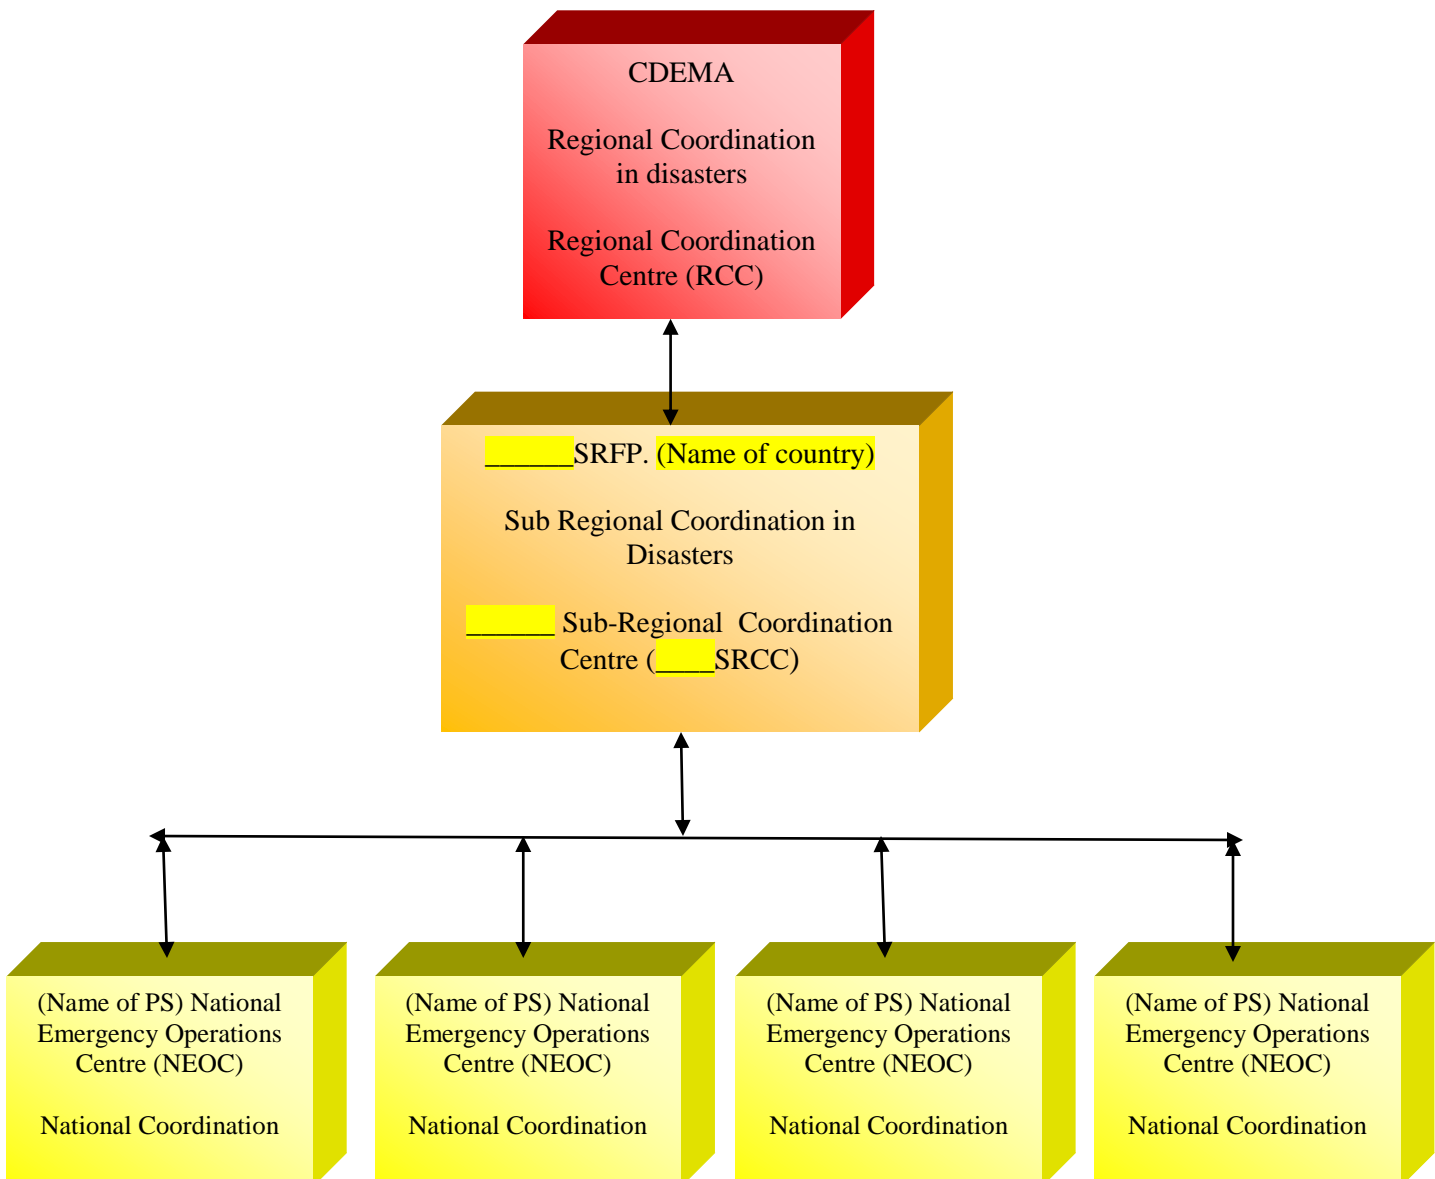 CDEMA
Regional Coordination
in disasters
Regional Coordination
Centre (RCC)
______SRFP. (Name of country)
Sub Regional Coordination in
Disasters
______ Sub-Regional Coordination
Centre (____SRCC)
(Name of PS) National
Emergency Operations
Centre (NEOC)
National Coordination
(Name of PS) National
Emergency Operations
Centre (NEOC)
National Coordination
(Name of PS) National
Emergency Operations
Centre (NEOC)
National Coordination
(Name of PS) National
Emergency Operations
Centre (NEOC)
National Coordination